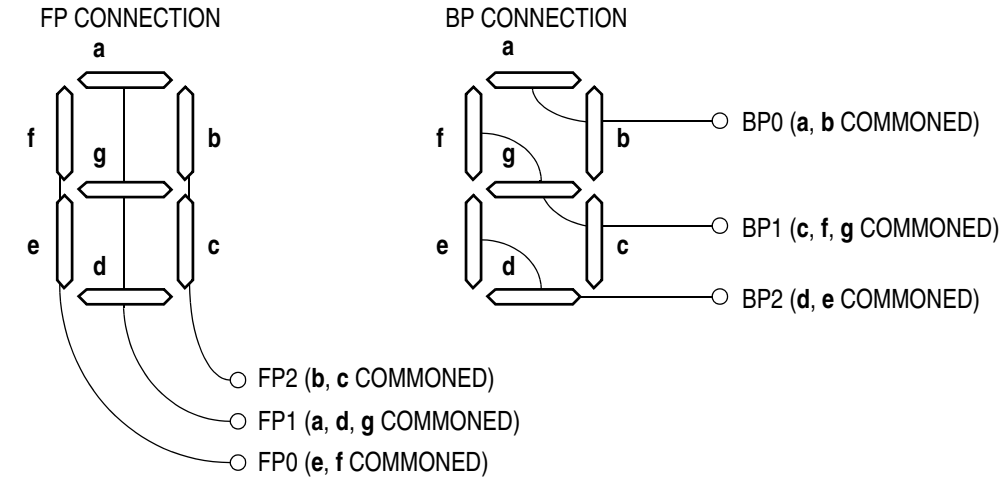 FP CONNECTION
a
f
b
g
e
c
d
FP2 (b, c COMMONED)
FP1 (a, d, g COMMONED)
FP0 (e, f COMMONED)
BP CONNECTION
a
BP0 (a, b COMMONED)
f
b
g
BP1 (c, f, g COMMONED)
e
c
d
BP2 (d, e COMMONED)